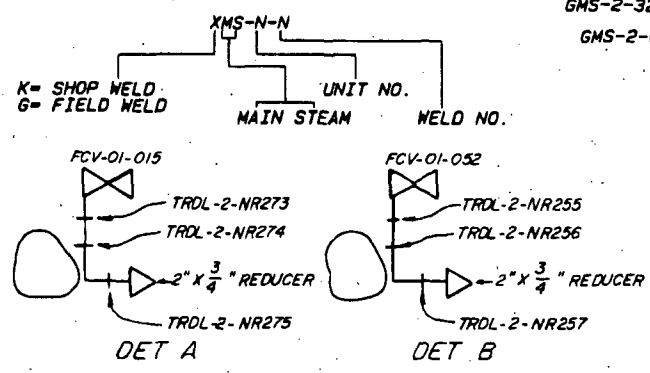 GMS-2-32
GMS-2-
XMS-N-N
K= SHOP WELD
G= FIELD WELD
MAIN STEAM
UNIT NO.
WELD NO.
FCV-01-015
TRDL-2-NR273
TRDL-2-NR274
2" X 3/4" REDUCER
TRDL-2-NR275
DET A
FCV-01-052
TRDL-2-NR255
TRDL-2-NR256
2" X 3/4" REDUCER
TRDL-2-NR257
DET B